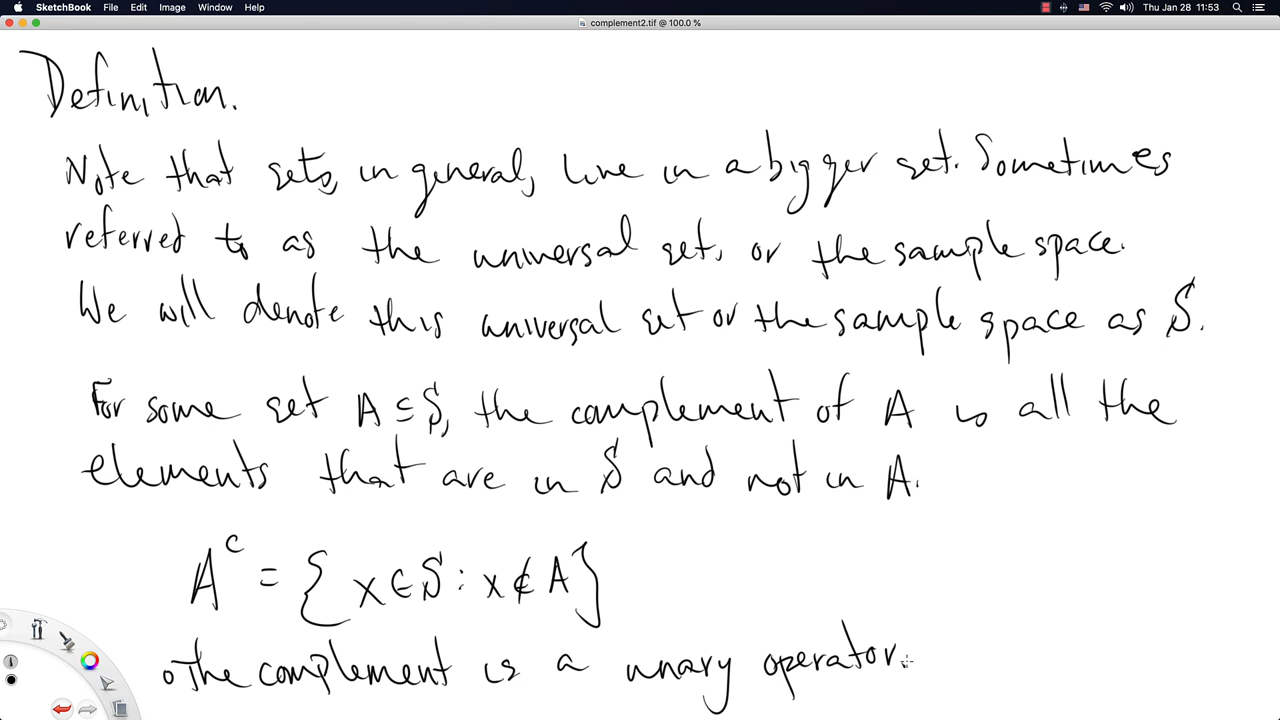 SketchBook File Edit Image Window Help Thu Jan 28 11:53
complement2.tif @ 100.0 %
Definition.
Note that sets, in general, live in a bigger set. Sometimes
referred to as the universal set, or the sample space.
We will denote this universal set or the sample space as S.
For some set A ⊆ S, the complement of A is all the
elements that are in S and not in A.
Aᶜ = { x ∈ S : x ∉ A }
o The complement is a unary operator.